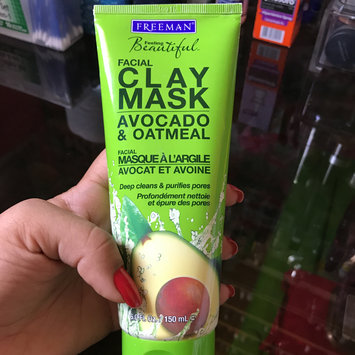 FREEMAN
Feeling
Beautiful
FACIAL
CLAY
MASK
AVOCADO
& OATMEAL
FACIAL
MASQUE À L'ARGILE
AVOCAT ET AVOINE
Deep cleans & purifies pores
Profondément nettoie
et épure des pores
150 mL